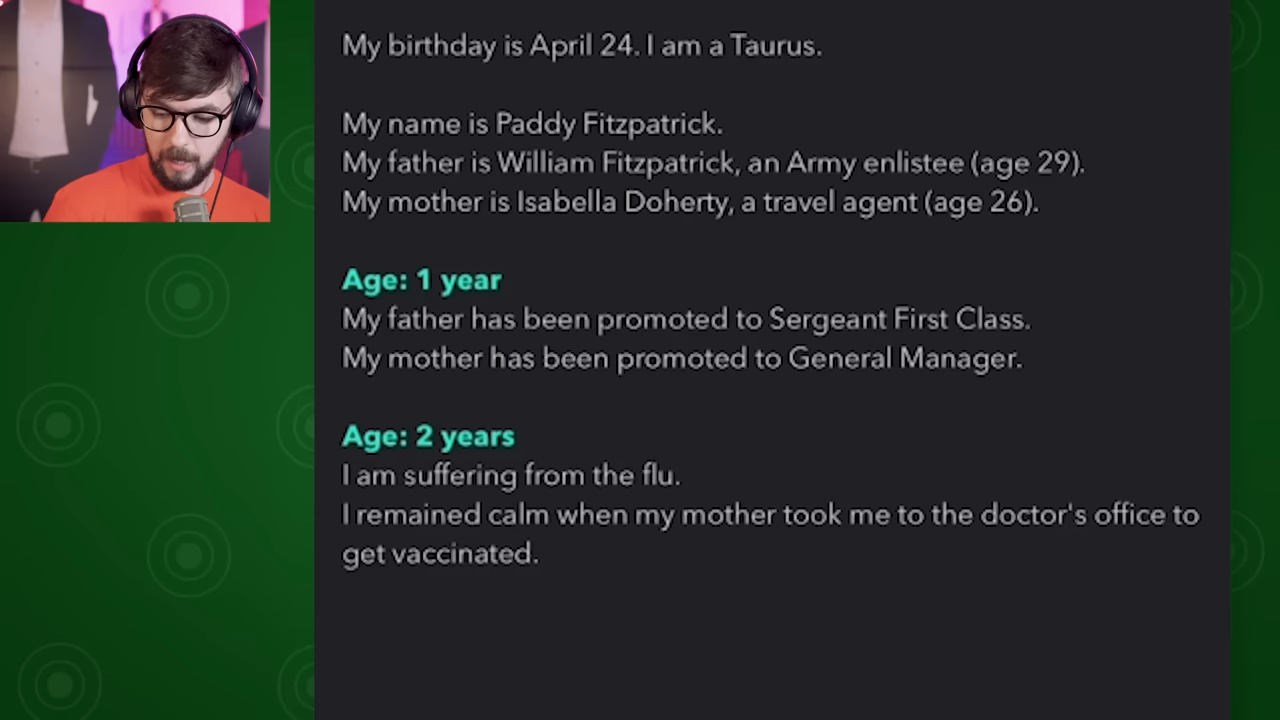 My birthday is April 24. I am a Taurus.
My name is Paddy Fitzpatrick.
My father is William Fitzpatrick, an Army enlistee (age 29).
My mother is Isabella Doherty, a travel agent (age 26).
Age: 1 year
My father has been promoted to Sergeant First Class.
My mother has been promoted to General Manager.
Age: 2 years
I am suffering from the flu.
I remained calm when my mother took me to the doctor's office to
get vaccinated.